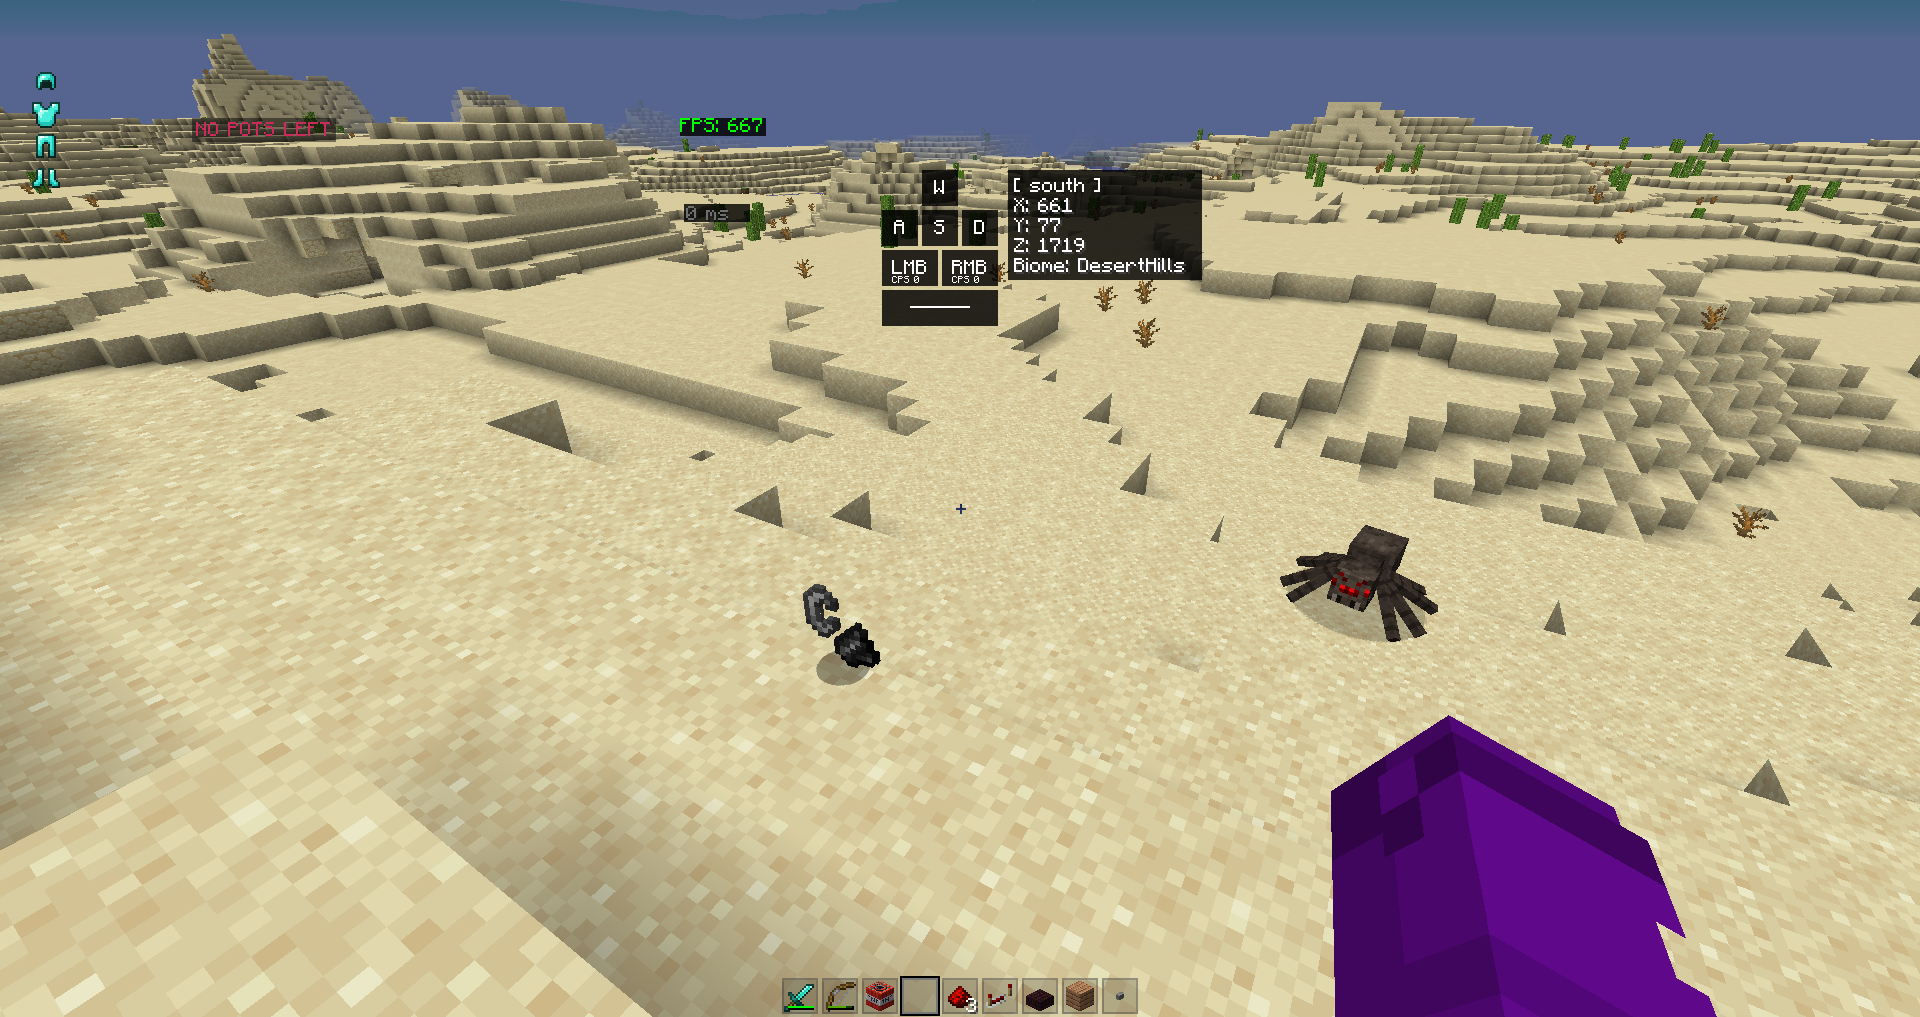 NO POTS LEFT
FPS: 667
0 ms
W
A S D
LMB RMB
CPS 0 CPS 0
[ south ]
X: 661
Y: 77
Z: 1719
Biome: DesertHills
3